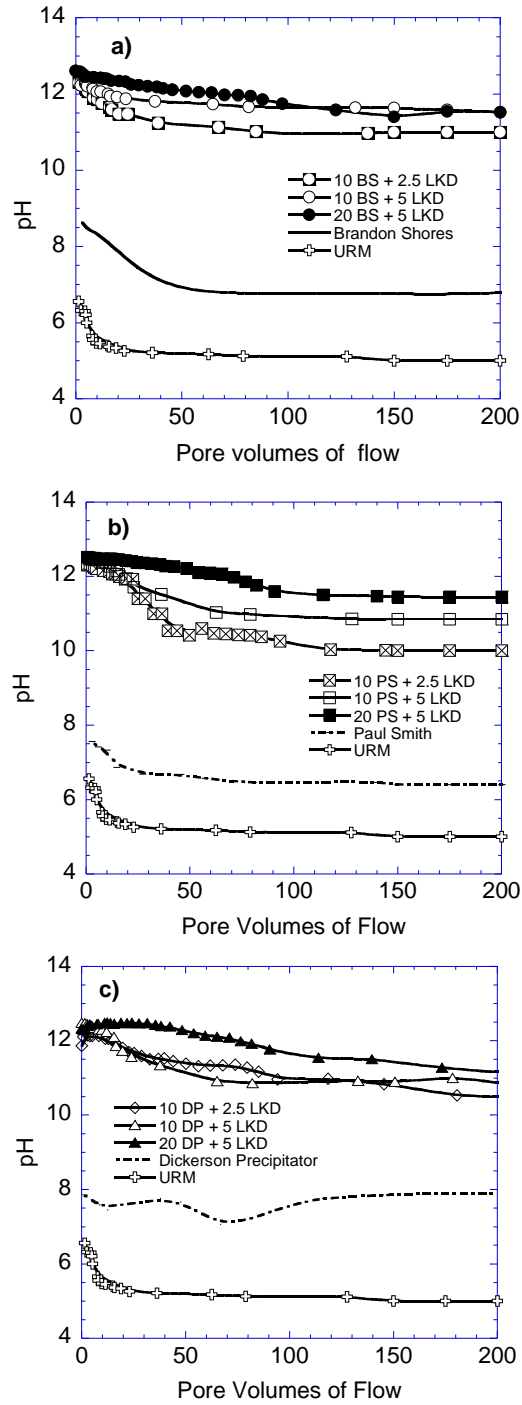 14
a)
12
10
8
6
4
pH
10 BS + 2.5 LKD
10 BS + 5 LKD
20 BS + 5 LKD
Brandon Shores
URM
0 50 100 150 200
Pore volumes of flow
14
b)
12
10
8
6
4
pH
10 PS + 2.5 LKD
10 PS + 5 LKD
20 PS + 5 LKD
Paul Smith
URM
0 50 100 150 200
Pore Volumes of Flow
14
c)
12
10
8
6
4
pH
10 DP + 2.5 LKD
10 DP + 5 LKD
20 DP + 5 LKD
Dickerson Precipitator
URM
0 50 100 150 200
Pore Volumes of Flow